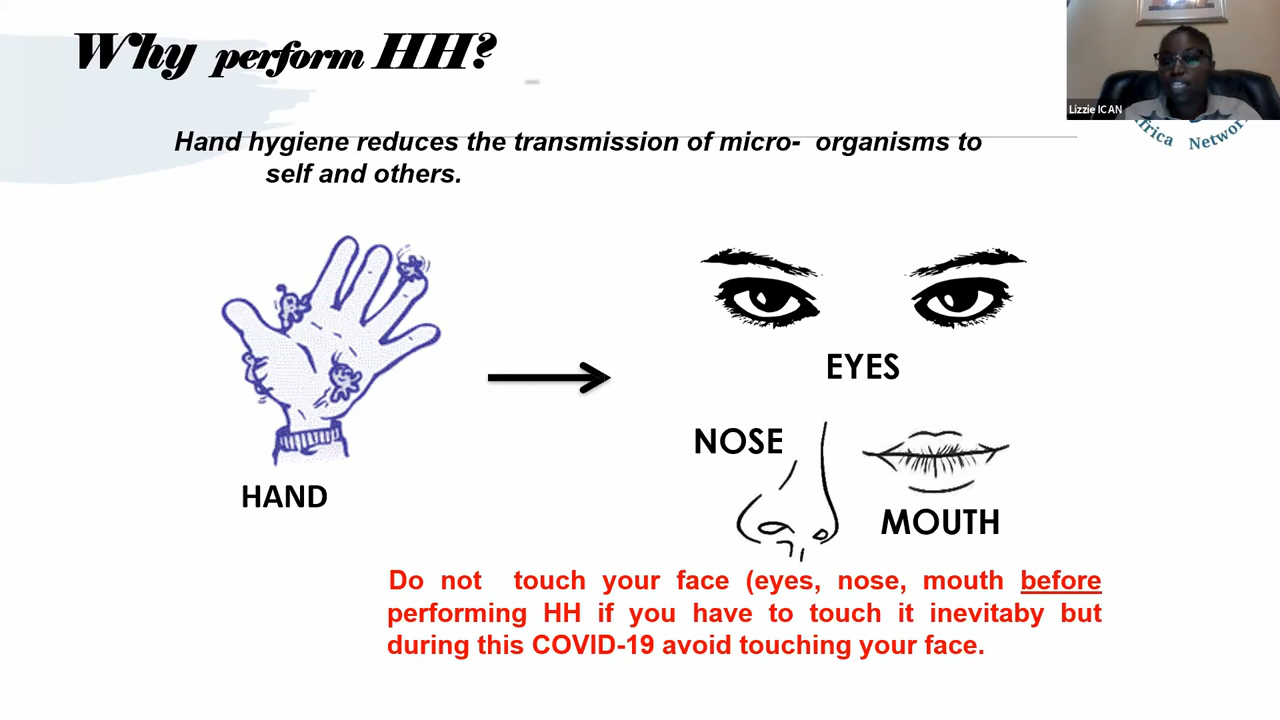 Why perform HH?
Lizzie ICAN
Network
Hand hygiene reduces the transmission of micro- organisms to
self and others.
EYES
NOSE
HAND
MOUTH
Do not touch your face (eyes, nose, mouth before
performing HH if you have to touch it inevitaby but
during this COVID-19 avoid touching your face.